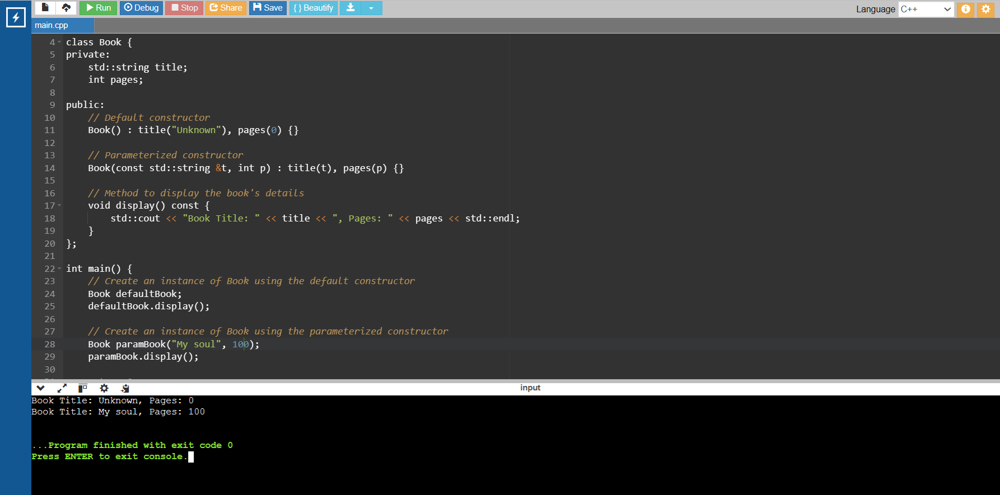 Run Debug Stop Share Save { } Beautify Language C++
main.cpp
4 class Book {
5 private:
6     std::string title;
7     int pages;
8
9 public:
10     // Default constructor
11     Book() : title("Unknown"), pages(0) {}
12
13     // Parameterized constructor
14     Book(const std::string &t, int p) : title(t), pages(p) {}
15
16     // Method to display the book's details
17     void display() const {
18         std::cout << "Book Title: " << title << ", Pages: " << pages << std::endl;
19     }
20 };
21
22 int main() {
23     // Create an instance of Book using the default constructor
24     Book defaultBook;
25     defaultBook.display();
26
27     // Create an instance of Book using the parameterized constructor
28     Book paramBook("My soul", 100);
29     paramBook.display();
30
input
Book Title: Unknown, Pages: 0
Book Title: My soul, Pages: 100
...Program finished with exit code 0
Press ENTER to exit console.